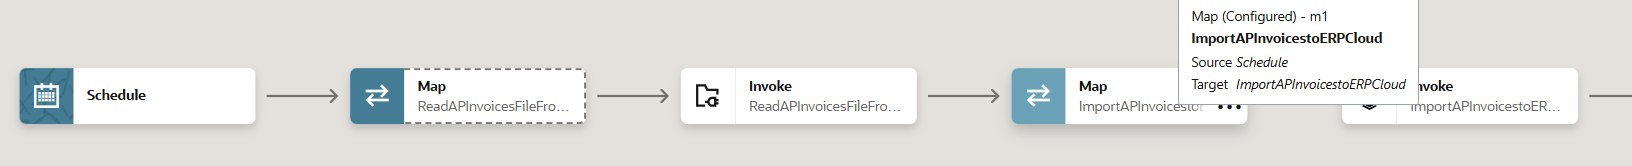 Map (Configured) - m1
ImportAPInvoicestoERPCloud
Source Schedule
Target ImportAPInvoicestoERPCloud
Schedule
Map
ReadAPInvoicesFileFro...
Invoke
ReadAPInvoicesFileFro...
Map
ImportAPInvoicesto
nvoke
ImportAPInvoicestoER...